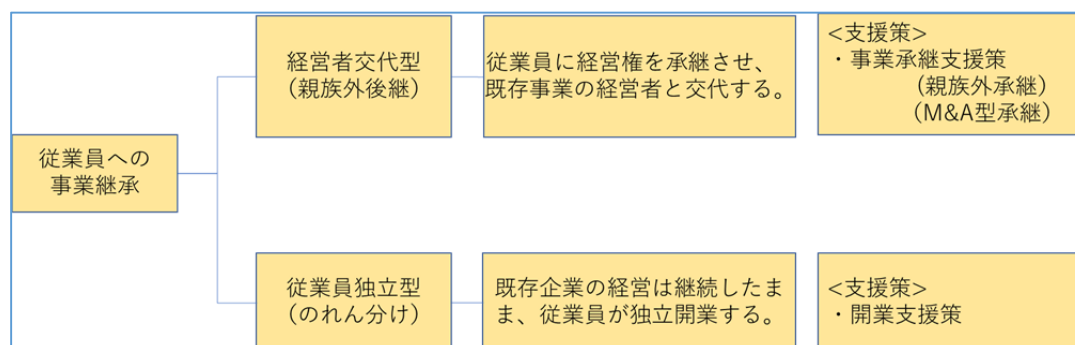 従業員への
事業継承
経営者交代型
（親族外後継）
従業員に経営権を承継させ、
既存事業の経営者と交代する。
<支援策>
・事業承継支援策
（親族外承継）
（M&A型承継）
従業員独立型
（のれん分け）
既存企業の経営は継続したま
ま、従業員が独立開業する。
<支援策>
・開業支援策